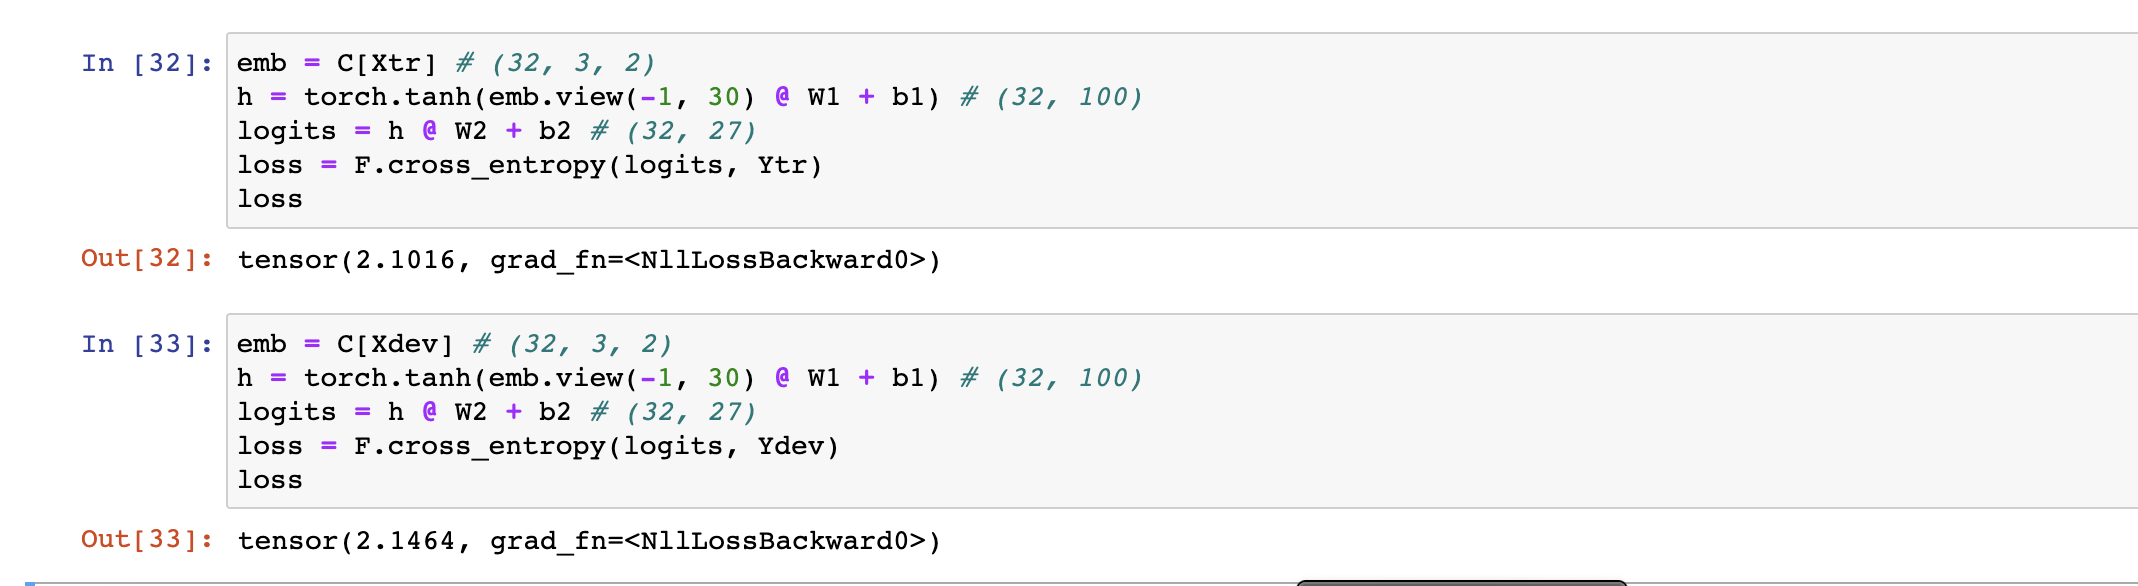 In [32]: emb = C[Xtr] # (32, 3, 2)
h = torch.tanh(emb.view(-1, 30) @ W1 + b1) # (32, 100)
logits = h @ W2 + b2 # (32, 27)
loss = F.cross_entropy(logits, Ytr)
loss
Out[32]: tensor(2.1016, grad_fn=<NllLossBackward0>)
In [33]: emb = C[Xdev] # (32, 3, 2)
h = torch.tanh(emb.view(-1, 30) @ W1 + b1) # (32, 100)
logits = h @ W2 + b2 # (32, 27)
loss = F.cross_entropy(logits, Ydev)
loss
Out[33]: tensor(2.1464, grad_fn=<NllLossBackward0>)